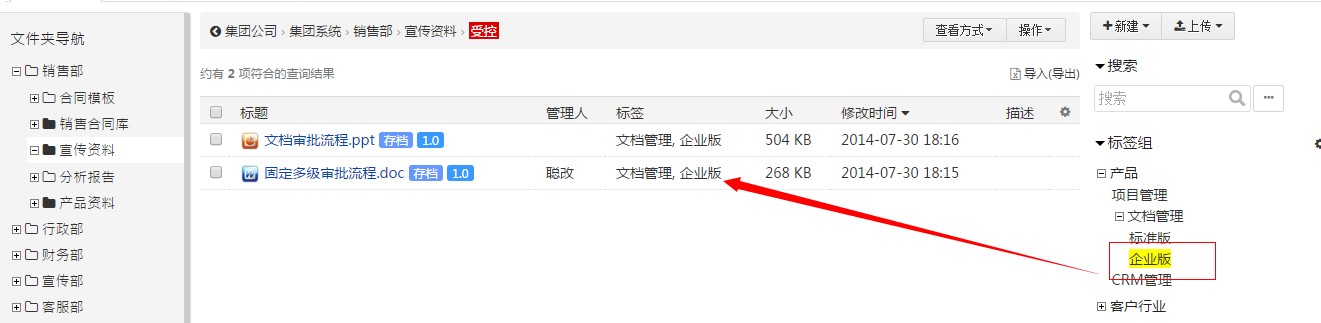 文件夹导航
销售部
合同模板
销售合同库
宣传资料
分析报告
产品资料
行政部
财务部
宣传部
客服部
集团公司 › 集团系统 › 销售部 › 宣传资料 › 受控
查看方式 操作
约有 2 项符合的查询结果
导入(导出)
标题 管理人 标签 大小 修改时间 描述
文档审批流程.ppt 存档 1.0 文档管理, 企业版 504 KB 2014-07-30 18:16
固定多级审批流程.doc 存档 1.0 聪改 文档管理, 企业版 268 KB 2014-07-30 18:15
新建 上传
搜索
搜索
标签组
产品
项目管理
文档管理
标准版
企业版
CRM管理
客户行业